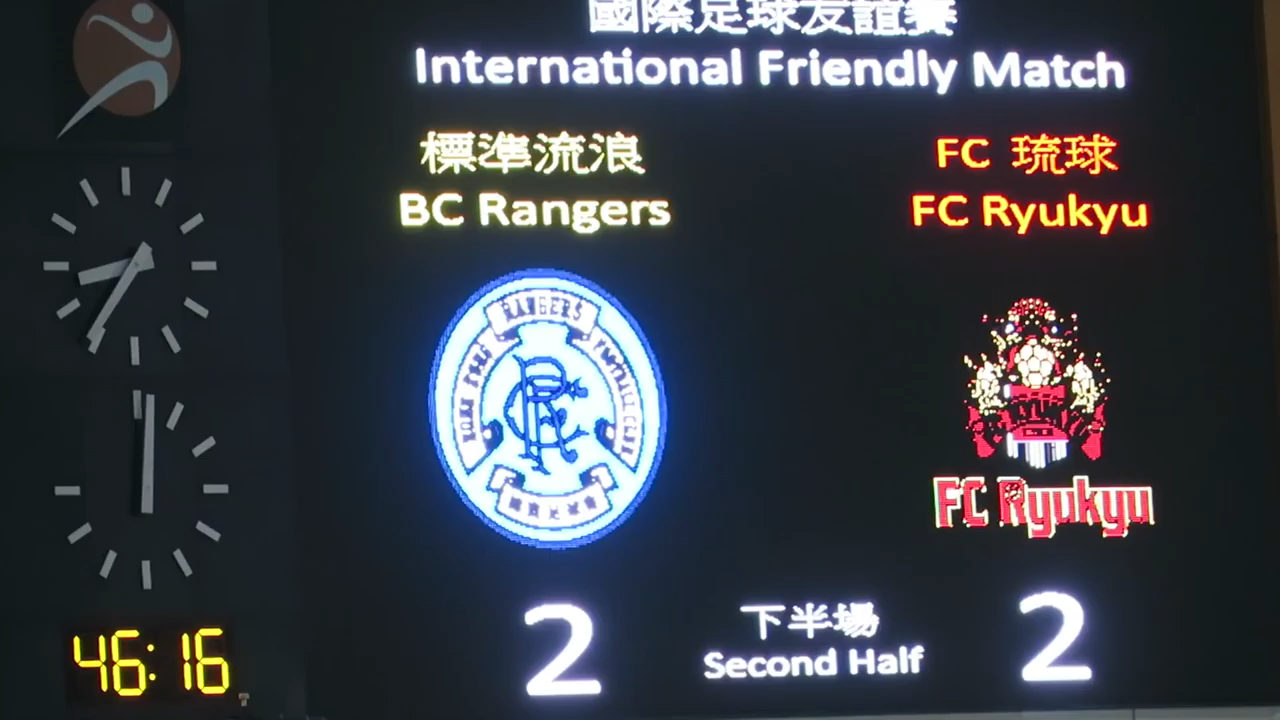 國際足球友誼賽
International Friendly Match
標準流浪
BC Rangers
FC 琉球
FC Ryukyu
RANGERS
FC Ryukyu
2
下半場
Second Half
2
46:16